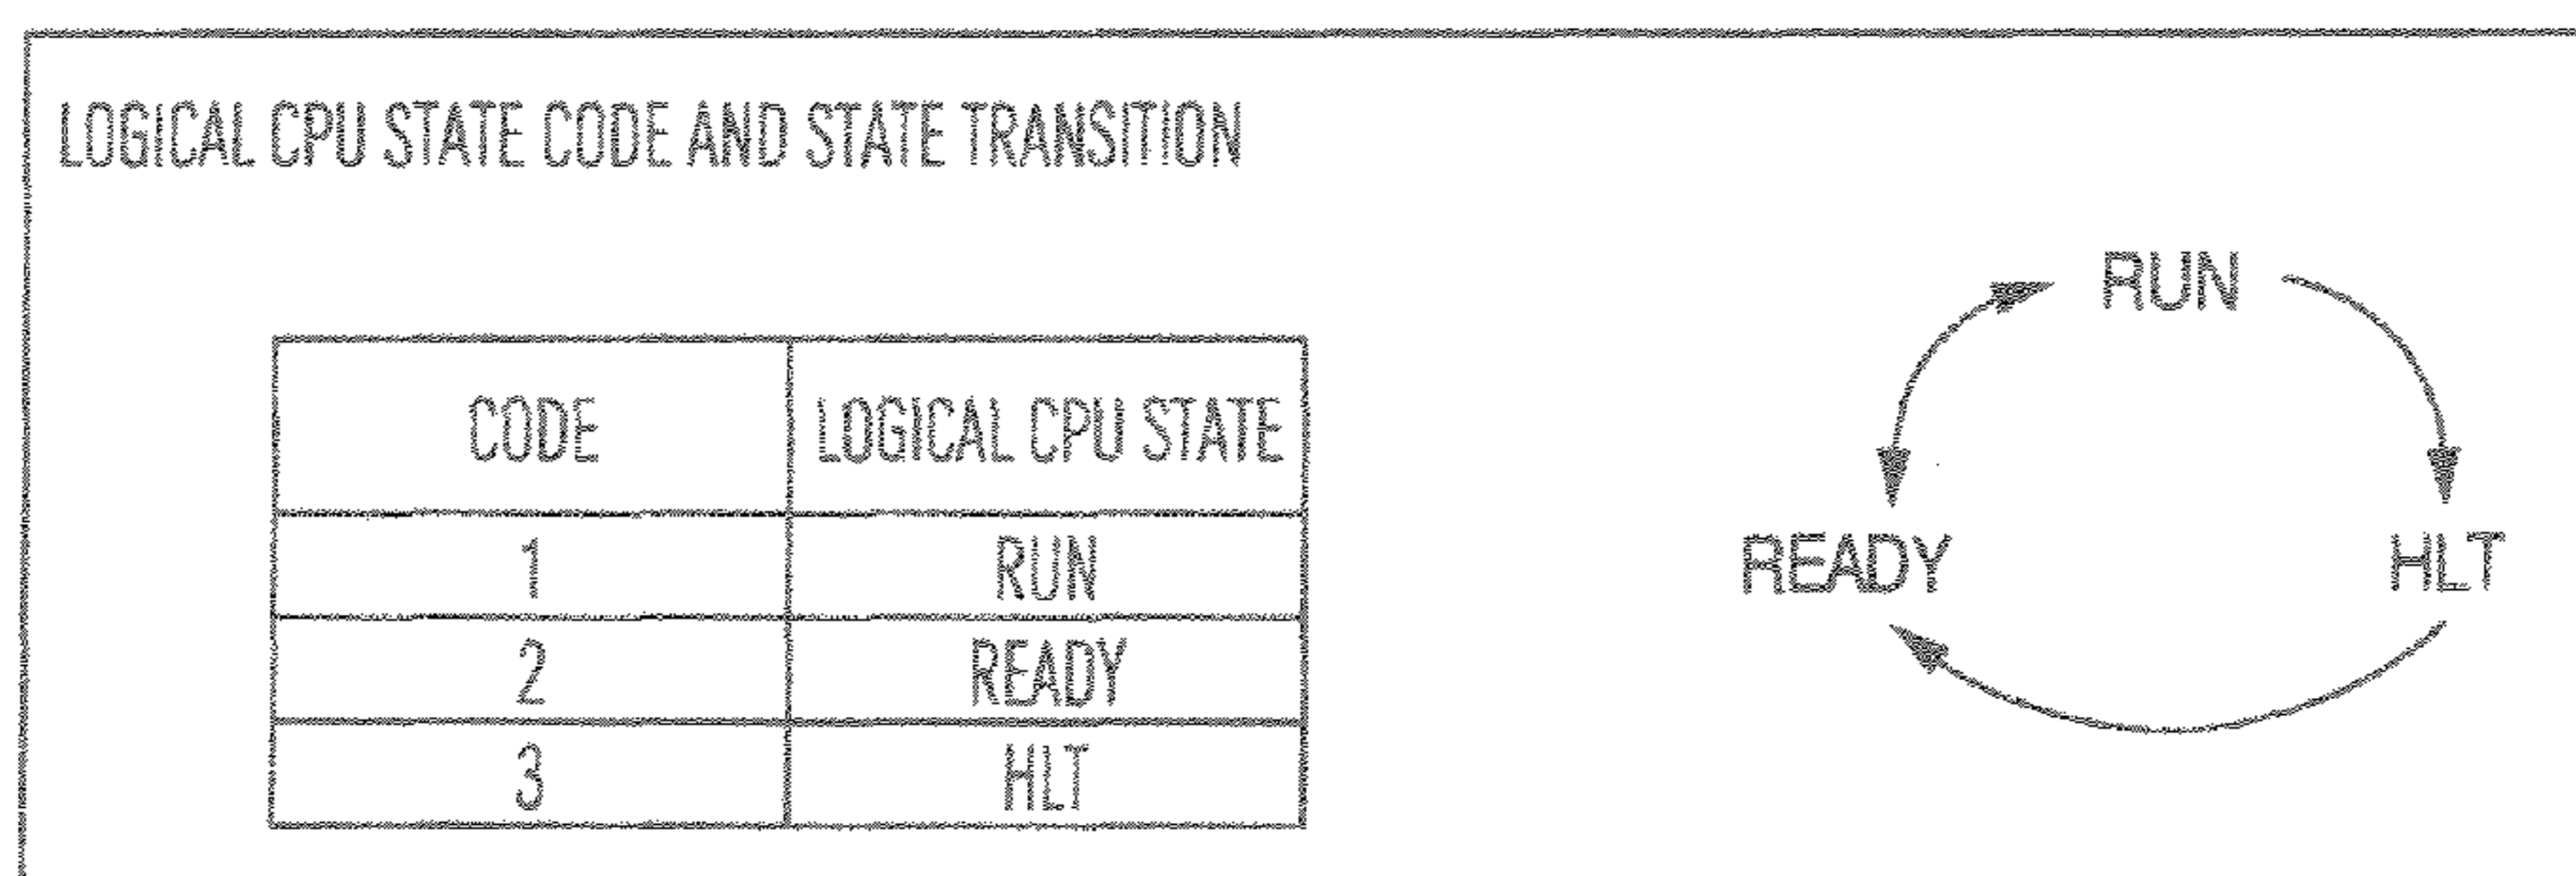 LOGICAL CPU STATE CODE AND STATE TRANSITION
CODE LOGICAL CPU STATE
1 RUN
2 READY
3 HLT
RUN
READY HLT